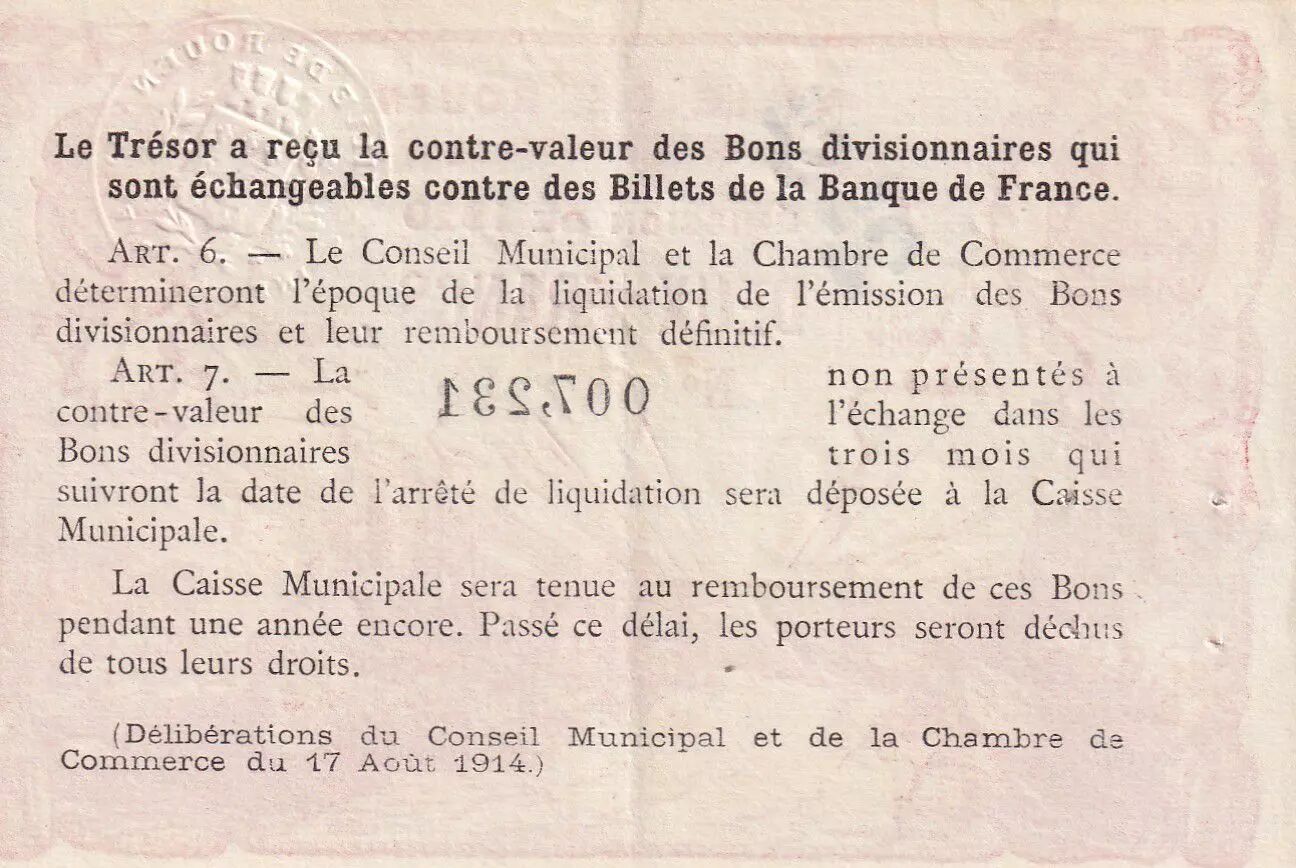 DE ROUEN
Le Trésor a reçu la contre-valeur des Bons divisionnaires qui
sont échangeables contre des Billets de la Banque de France.
ART. 6. — Le Conseil Municipal et la Chambre de Commerce
détermineront l'époque de la liquidation de l'émission des Bons
divisionnaires et leur remboursement définitif.
ART. 7. — La non présentés à
contre-valeur des 007,231 l'échange dans les
Bons divisionnaires trois mois qui
suivront la date de l'arrêté de liquidation sera déposée à la Caisse
Municipale.
La Caisse Municipale sera tenue au remboursement de ces Bons
pendant une année encore. Passé ce délai, les porteurs seront déchus
de tous leurs droits.
(Délibérations du Conseil Municipal et de la Chambre de
Commerce du 17 Août 1914.)